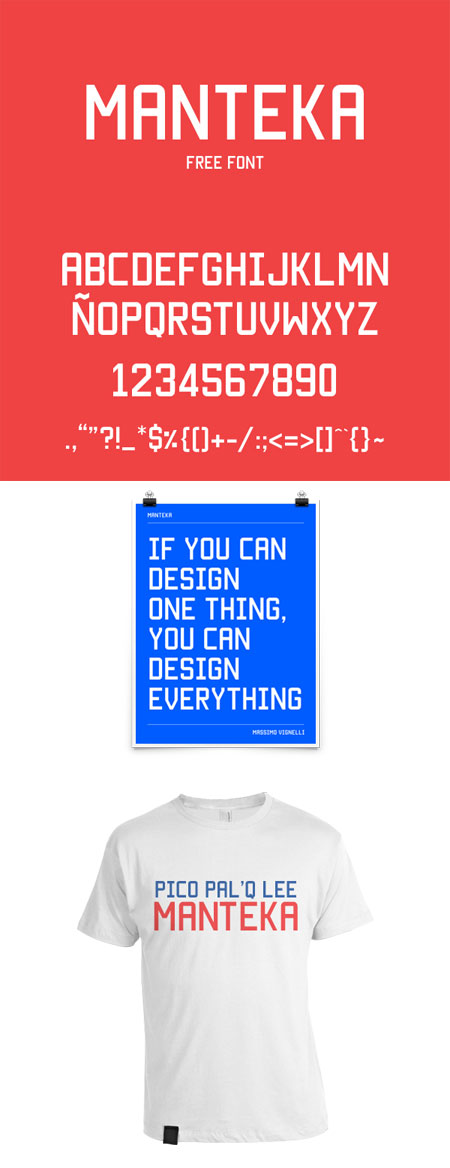 MANTEKA
FREE FONT
ABCDEFGHIJKLMN
ÑOPQRSTUVWXYZ
1234567890
.,“”?!_*$%{()+-/:;<=>[]^`{}~
MANTEKA
IF YOU CAN
DESIGN
ONE THING,
YOU CAN
DESIGN
EVERYTHING
MASSIMO VIGNELLI
PICO PAL'Q LEE
MANTEKA